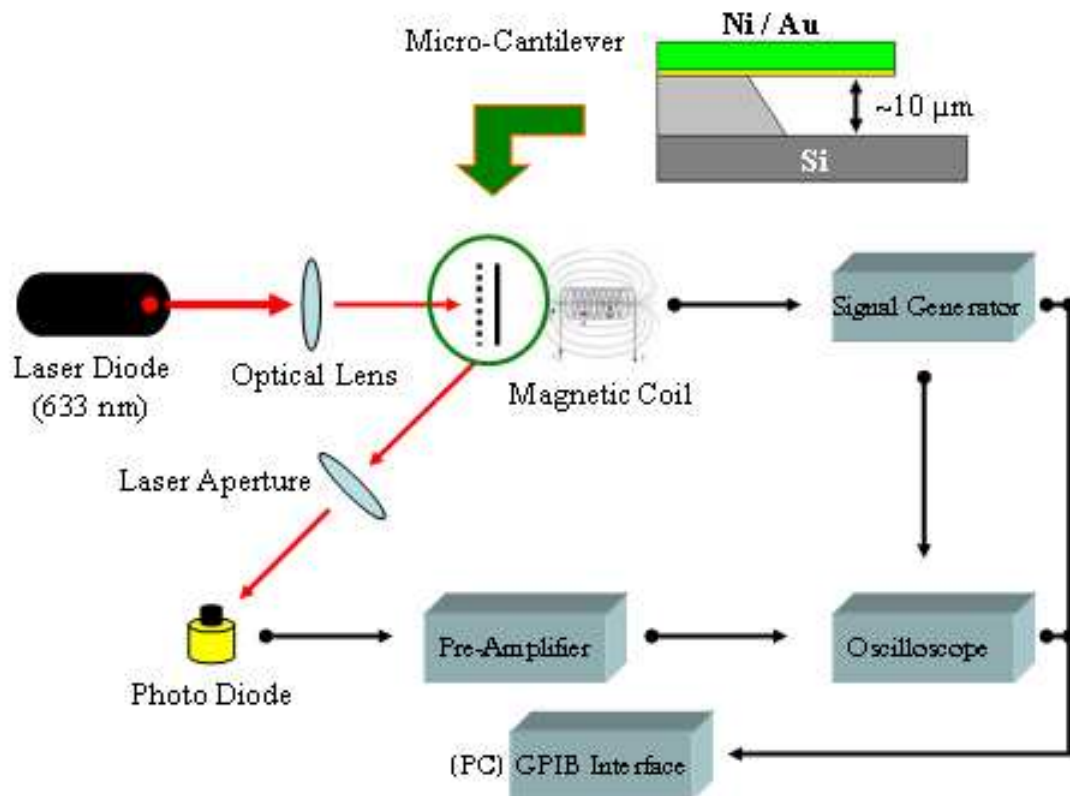 Ni / Au
Micro-Cantilever
~10 μm
Si
Signal Generator
Laser Diode
(633 nm)
Optical Lens
Magnetic Coil
Laser Aperture
Pre-Amplifier
Oscilloscope
Photo Diode
(PC) GPIB Interface